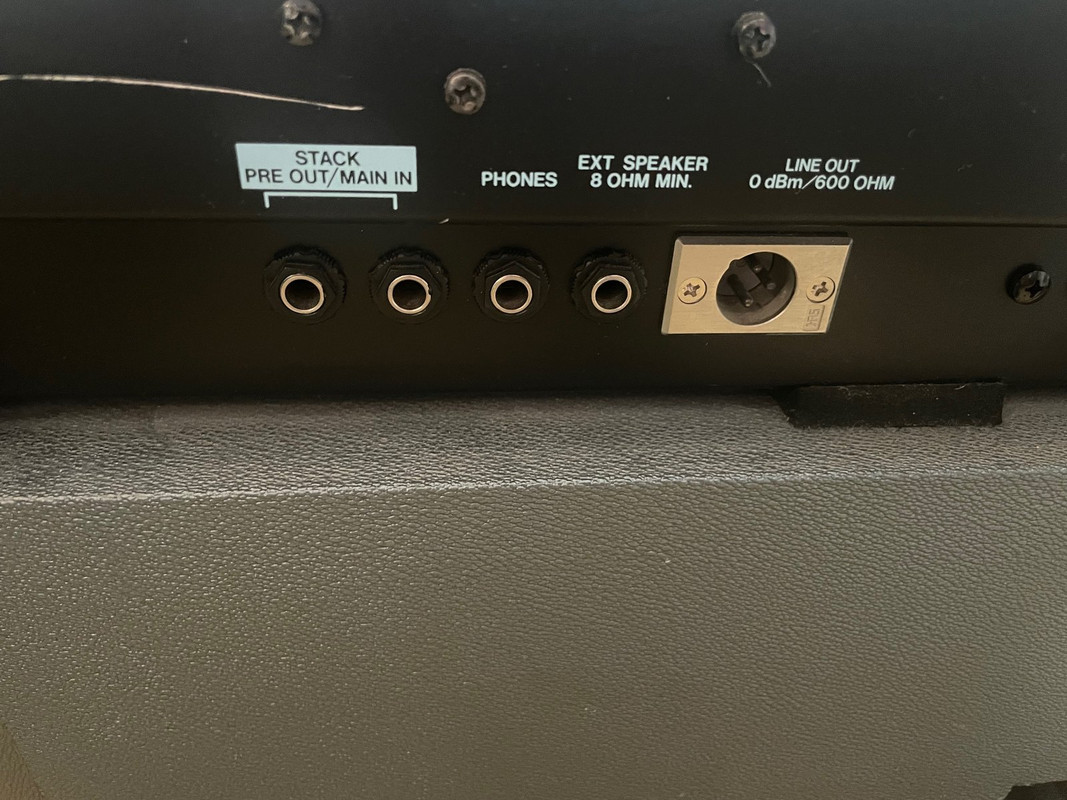 STACK
PRE OUT/MAIN IN
PHONES
EXT SPEAKER
8 OHM MIN.
LINE OUT
0 dBm/600 OHM